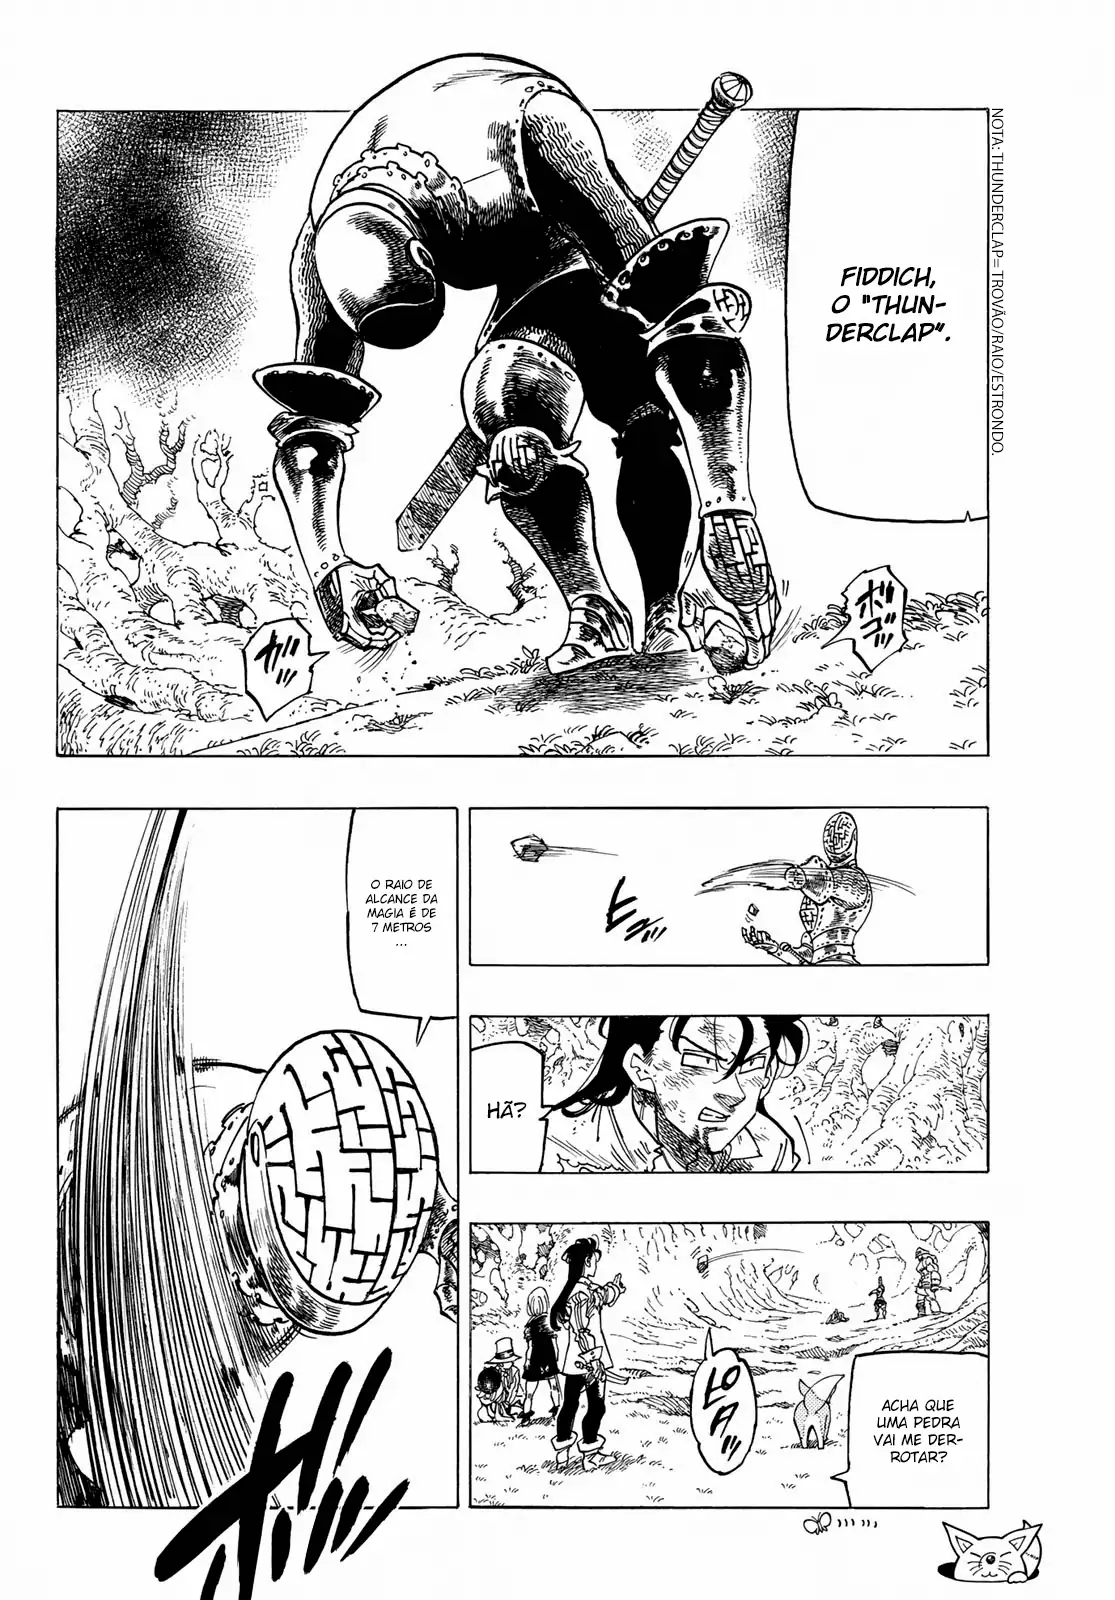 FIDDICH,
O "THUN-
DERCLAP".
NOTA: THUNDERCLAP= TROVÃO/RAIO/ESTRONDO.
ボゴッ
ガッ
ヒュッ
HÃ?
ACHA QUE
UMA PEDRA
VAI ME DER-
ROTAR?
O RAIO DE
ALCANCE DA
MAGIA É DE
7 METROS
...